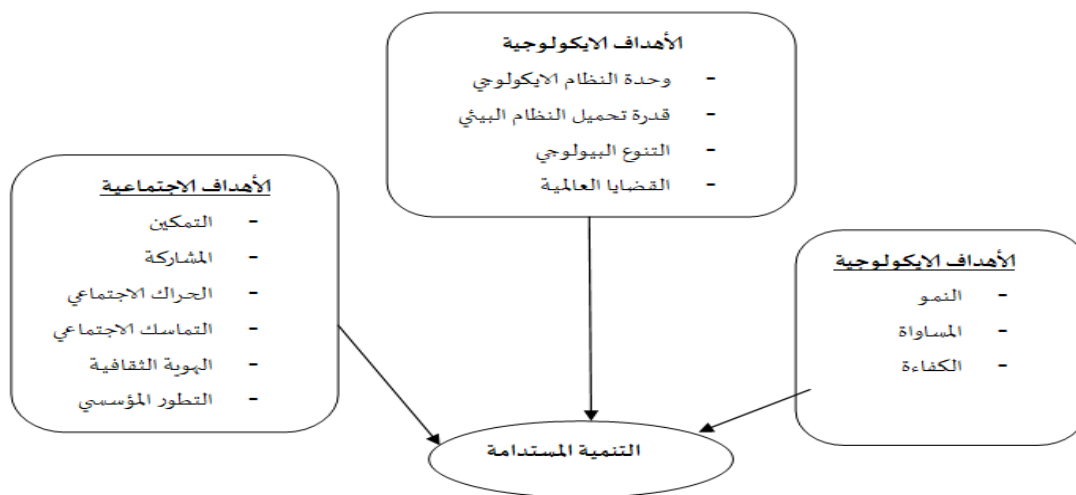 الأهداف الايكولوجية
- وحدة النظام الايكولوجي
- قدرة تحميل النظام البيئي
- التنوع البيولوجي
- القضايا العالمية
الأهداف الايكولوجية
- النمو
- المساواة
- الكفاءة
الأهداف الاجتماعية
- التمكين
- المشاركة
- الحراك الاجتماعي
- التماسك الاجتماعي
- الهوية الثقافية
- التطور المؤسسي
التنمية المستدامة